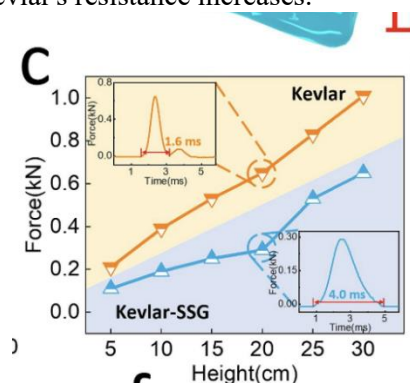 evlar's resistance increases.
C
Kevlar
Kevlar-SSG
Force(kN)
1.0
0.8
0.6
0.4
0.2
0.0
5 10 15 20 25 30
Height(cm)
Force(kN)
0.8
0.4
0.0
1.6 ms
1 3 5
Time(ms)
Force(kN)
0.30
0.15
0.00
4.0 ms
1 3 5
Time(ms)